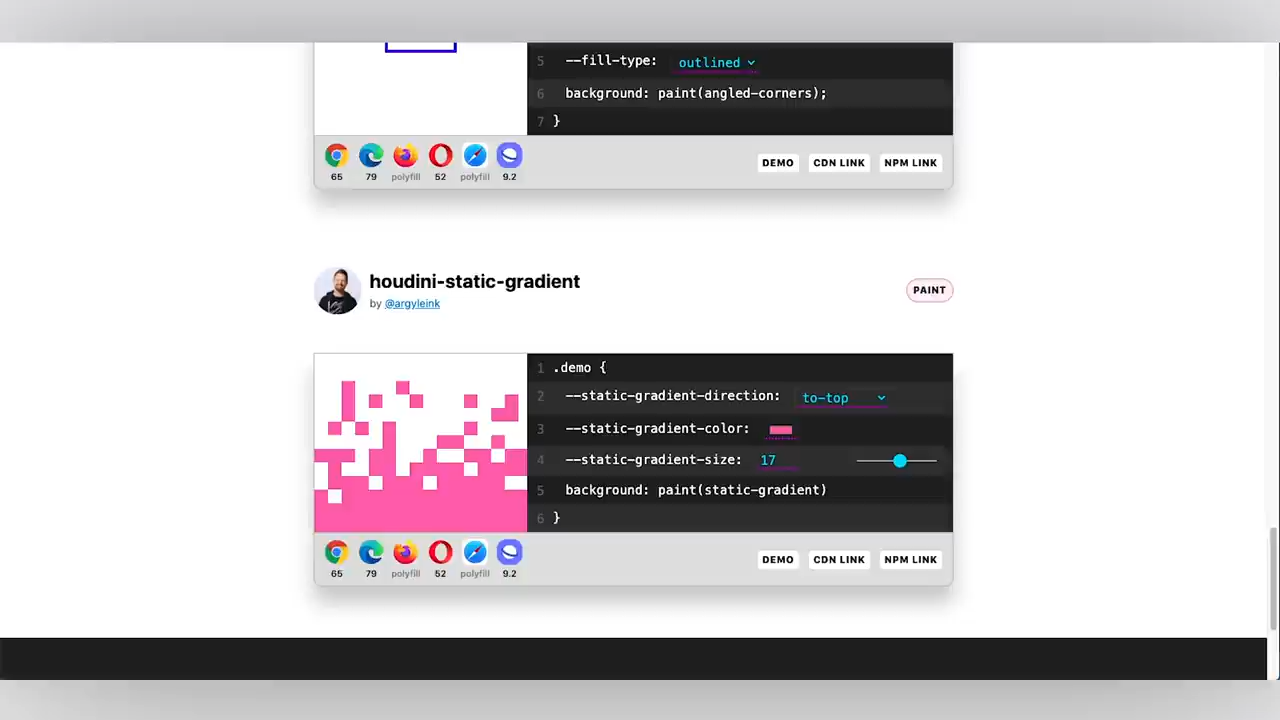 5 --fill-type: outlined
6 background: paint(angled-corners);
7 }
65 79 polyfill 52 polyfill 9.2
DEMO CDN LINK NPM LINK
houdini-static-gradient
by @argyleink
PAINT
1 .demo {
2 --static-gradient-direction: to-top
3 --static-gradient-color:
4 --static-gradient-size: 17
5 background: paint(static-gradient)
6 }
65 79 polyfill 52 polyfill 9.2
DEMO CDN LINK NPM LINK